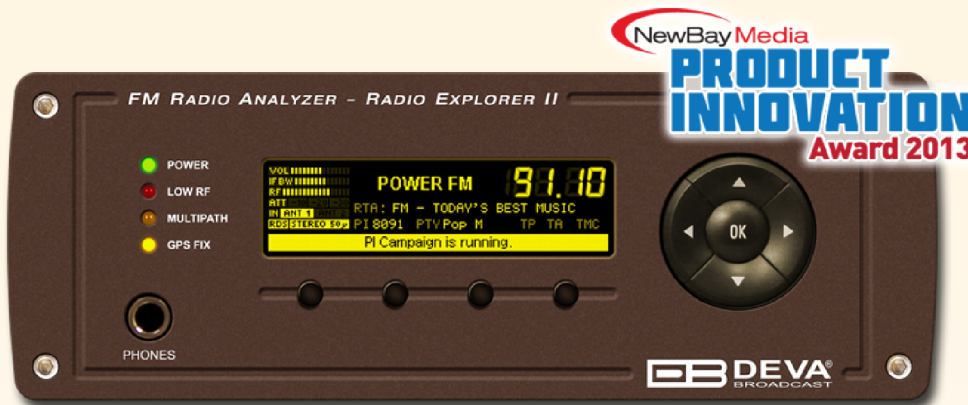 NewBay Media
PRODUCT
INNOVATION
Award 2013
FM RADIO ANALYZER - RADIO EXPLORER II
POWER
LOW RF
MULTIPATH
GPS FIX
VOL
IF BW
RF
ATT
IN ANT 1
RDS STEREO 50µ
POWER FM
91.10
RTA: FM - TODAY'S BEST MUSIC
PI 8091 PTY Pop M TP TA TMC
PI Campaign is running.
OK
PHONES
DEVA®
BROADCAST